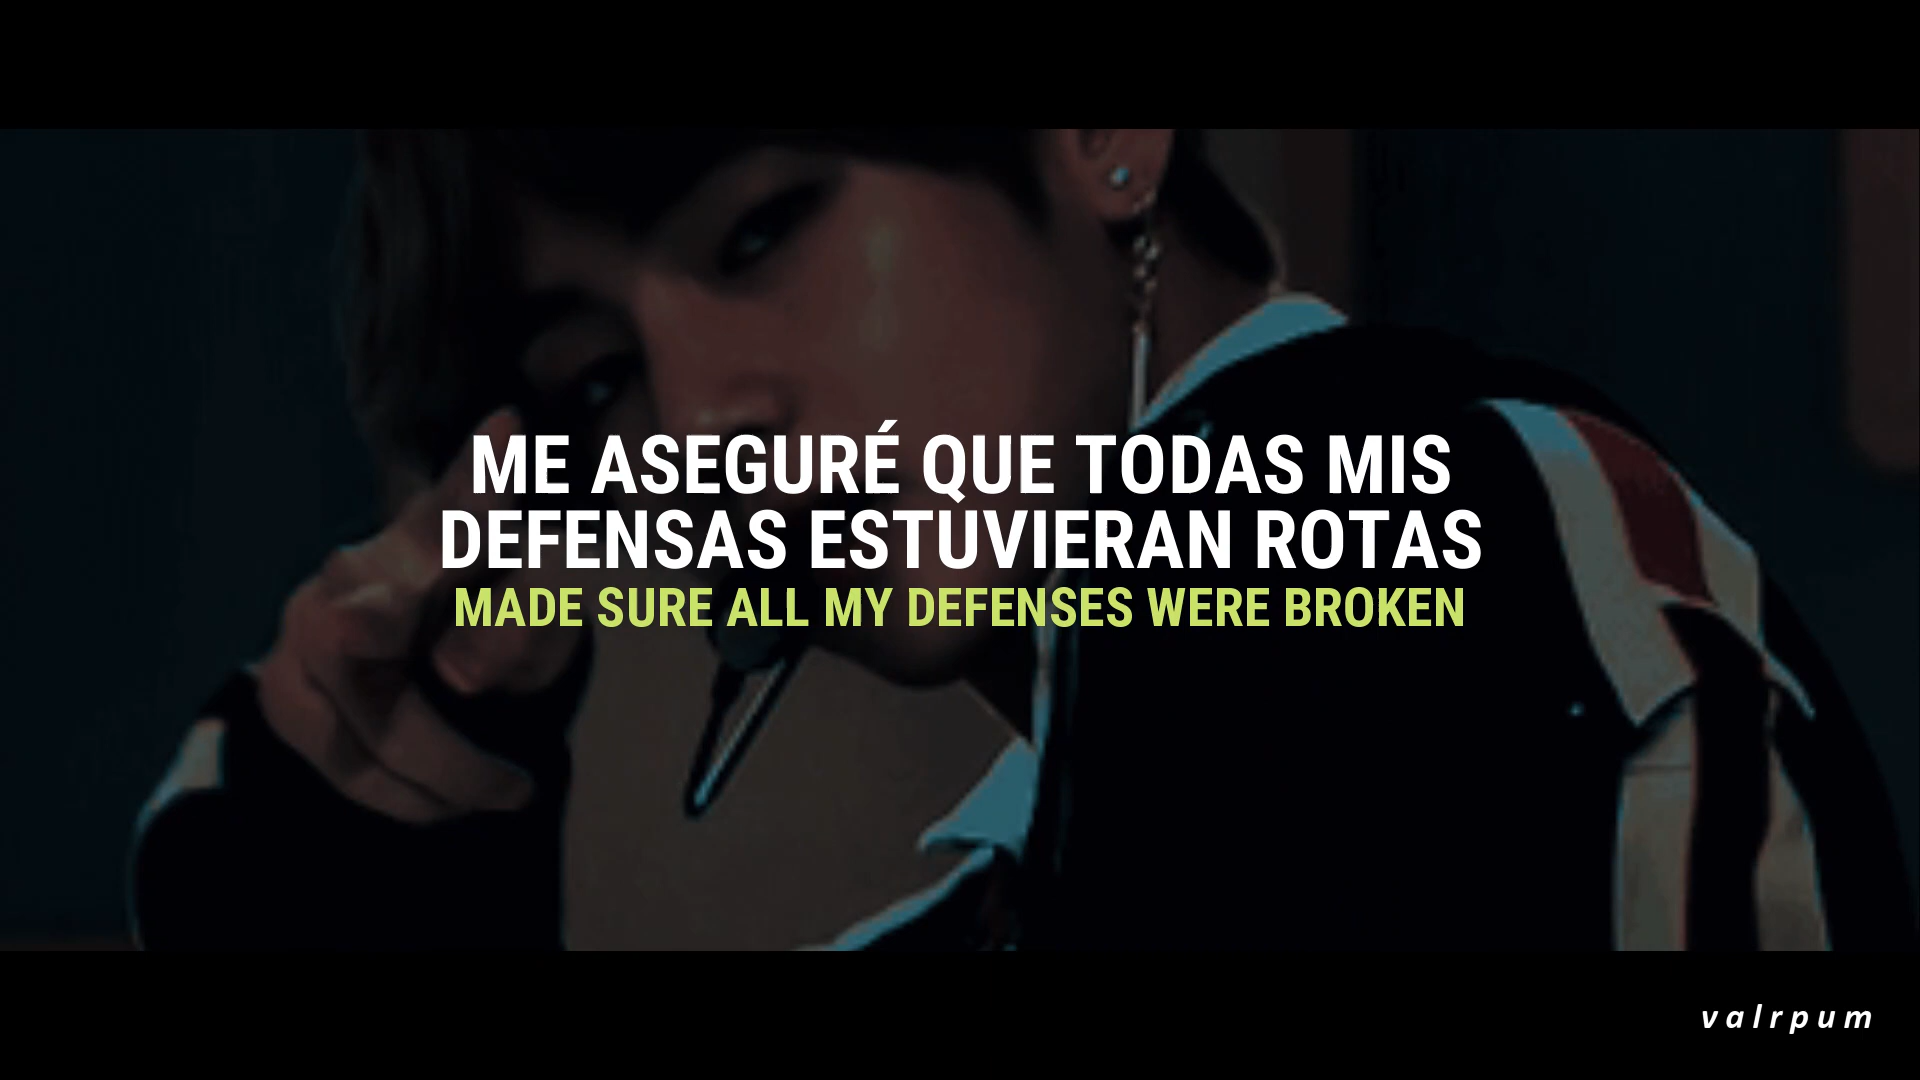 ME ASEGURÉ QUE TODAS MIS
DEFENSAS ESTUVIERAN ROTAS
MADE SURE ALL MY DEFENSES WERE BROKEN
valrpum